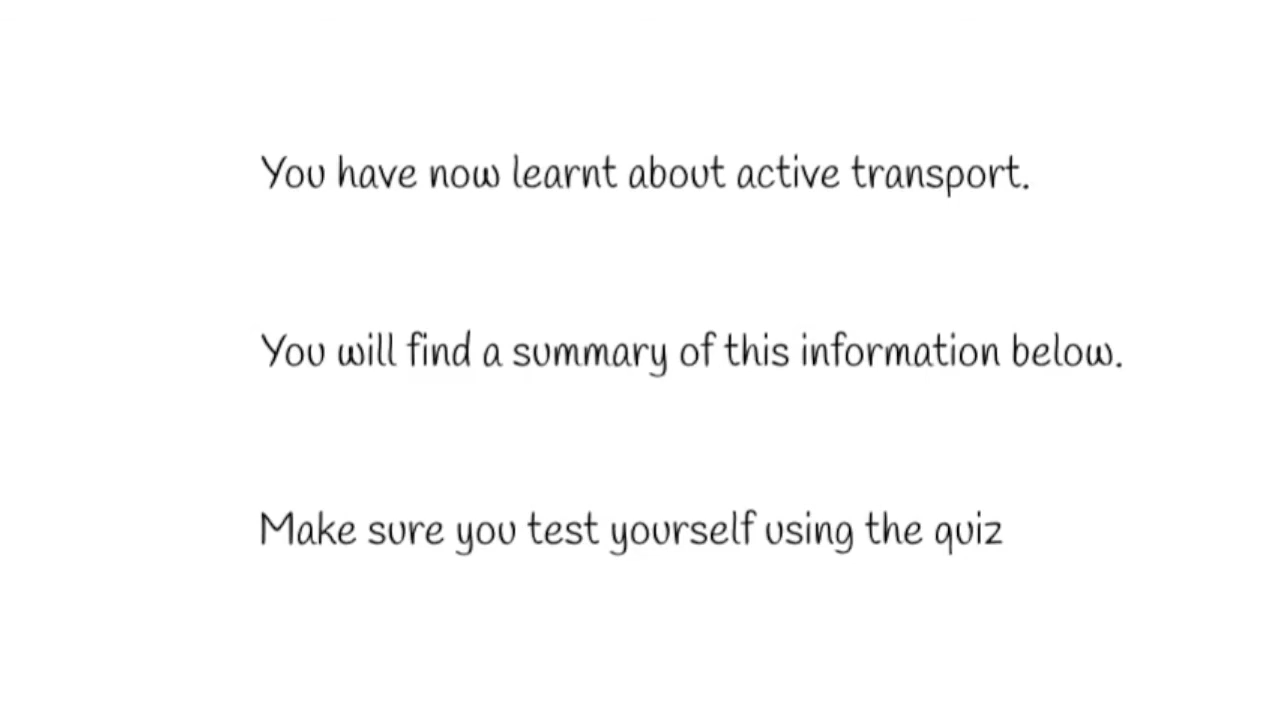 You have now learnt about active transport.
You will find a summary of this information below.
Make sure you test yourself using the quiz